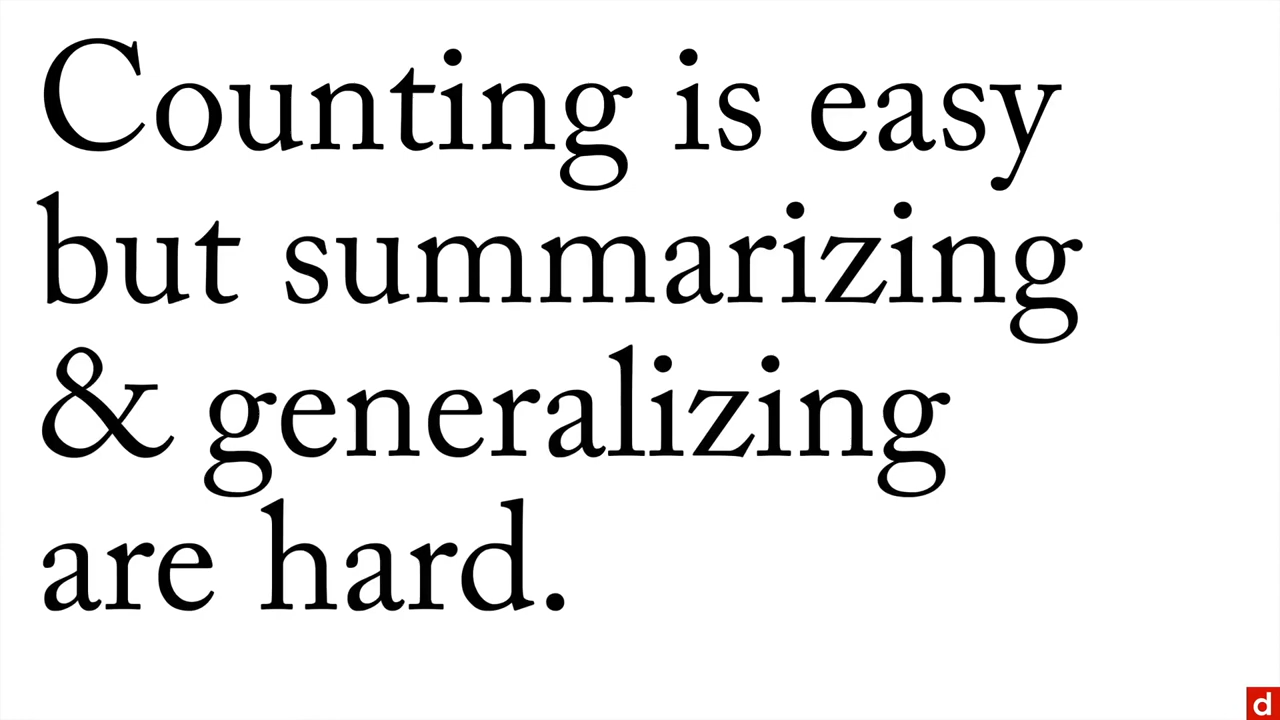 Counting is easy
but summarizing
& generalizing
are hard.
d